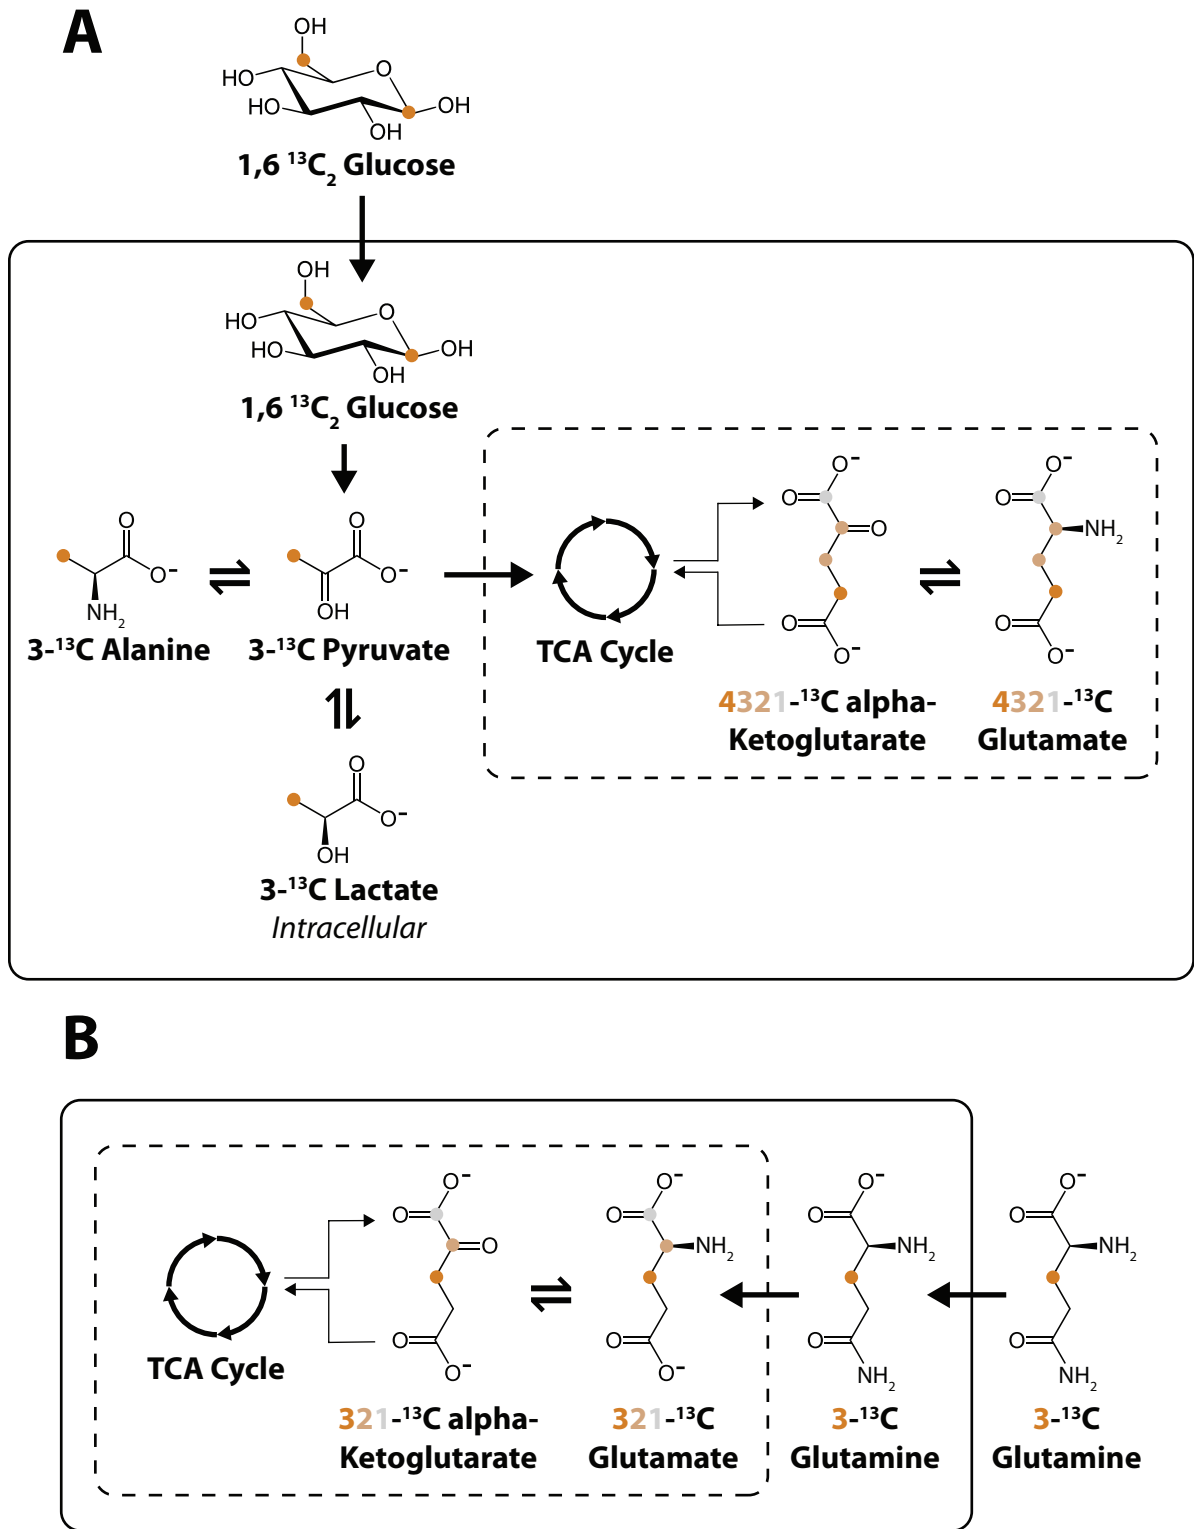 A
OH
HO
O
HO
OH
OH
1,6 ¹³C₂ Glucose
OH
HO
O
HO
OH
OH
1,6 ¹³C₂ Glucose
O
O⁻
NH₂
3-¹³C Alanine
O
O⁻
OH
3-¹³C Pyruvate
O
O⁻
OH
3-¹³C Lactate
Intracellular
TCA Cycle
O⁻
O
O
O
O⁻
4321-¹³C alpha-
Ketoglutarate
O⁻
O
NH₂
O
O⁻
4321-¹³C
Glutamate
B
TCA Cycle
O⁻
O
O
O
O⁻
321-¹³C alpha-
Ketoglutarate
O⁻
O
NH₂
O
O⁻
321-¹³C
Glutamate
O⁻
O
NH₂
O
NH₂
3-¹³C
Glutamine
O⁻
O
NH₂
O
NH₂
3-¹³C
Glutamine